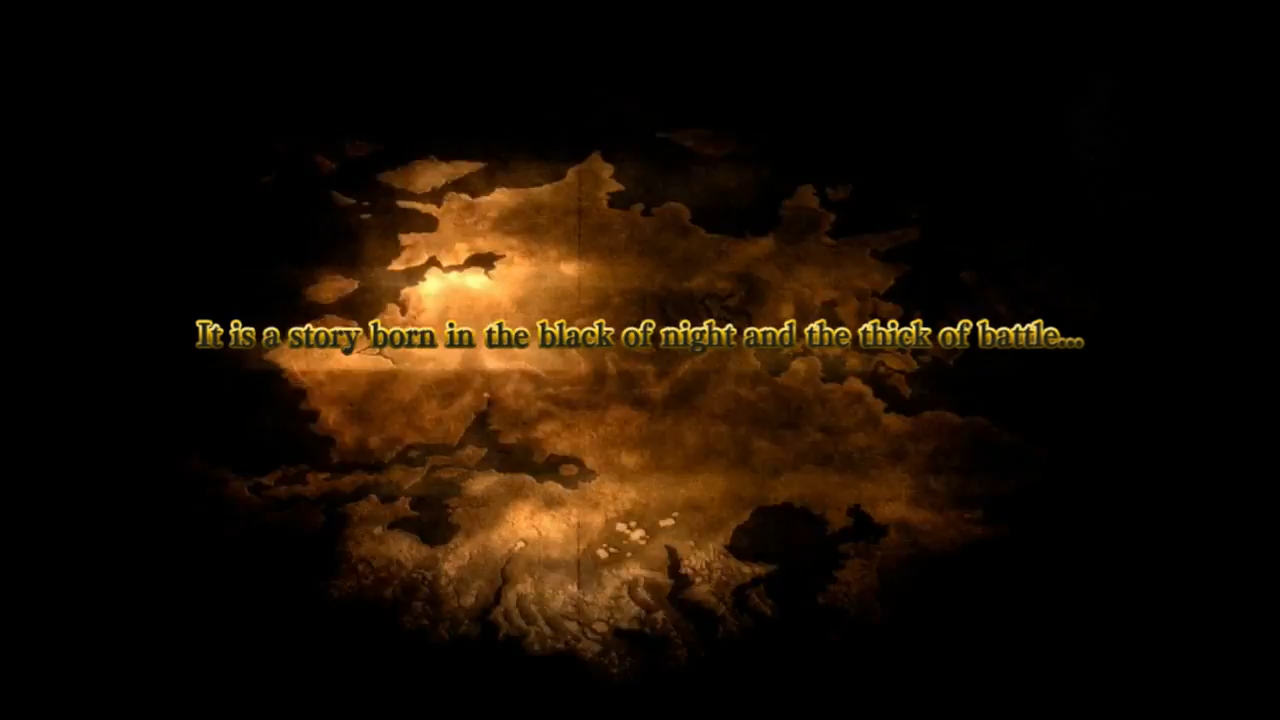 It is a story born in the black of night and the thick of battle...